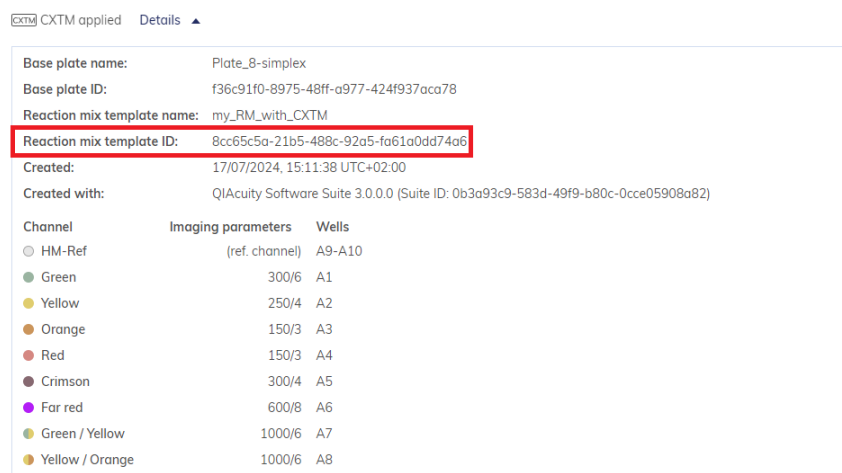 CXTM CXTM applied Details
Base plate name: Plate_8-simplex
Base plate ID: f36c91f0-8975-48ff-a977-424f937aca78
Reaction mix template name: my_RM_with_CXTM
Reaction mix template ID: 8cc65c5a-21b5-488c-92a5-fa61a0dd74a6
Created: 17/07/2024, 15:11:38 UTC+02:00
Created with: QIAcuity Software Suite 3.0.0.0 (Suite ID: 0b3a93c9-583d-49f9-b80c-0cce05908a82)
Channel Imaging parameters Wells
HM-Ref (ref. channel) A9-A10
Green 300/6 A1
Yellow 250/4 A2
Orange 150/3 A3
Red 150/3 A4
Crimson 300/4 A5
Far red 600/8 A6
Green / Yellow 1000/6 A7
Yellow / Orange 1000/6 A8